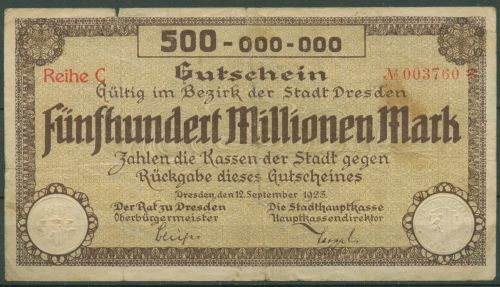 500-000-000
Reihe C Gutschein № 003760
Gültig im Bezirk der Stadt Dresden
Fünfhundert Millionen Mark
Zahlen die Kassen der Stadt gegen
Rückgabe dieses Gutscheines
Dresden, den 12. September 1923.
Der Rat zu Dresden
Oberbürgermeister
Die Stadthauptkasse
Hauptkassendirektor